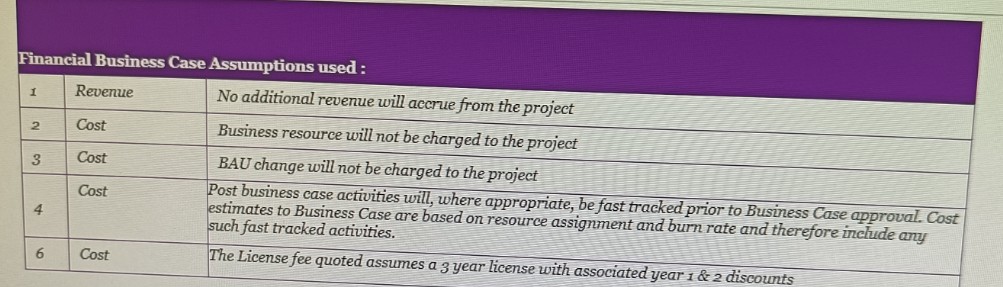 Financial Business Case Assumptions used :
1 Revenue No additional revenue will accrue from the project
2 Cost Business resource will not be charged to the project
3 Cost BAU change will not be charged to the project
4 Cost Post business case activities will, where appropriate, be fast tracked prior to Business Case approval. Cost
estimates to Business Case are based on resource assignment and burn rate and therefore include any
such fast tracked activities.
6 Cost The License fee quoted assumes a 3 year license with associated year 1 & 2 discounts